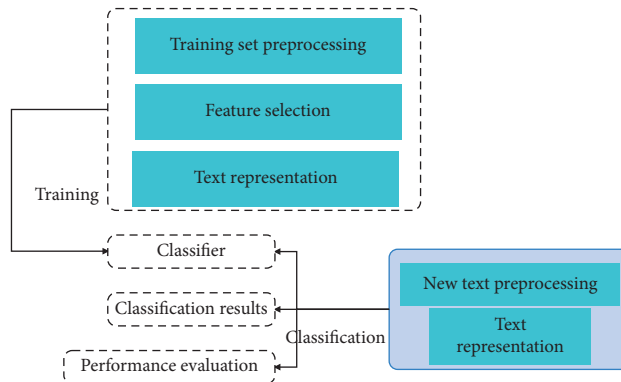 Training set preprocessing
Feature selection
Text representation
Training
Classifier
New text preprocessing
Classification results
Text
representation
Classification
Performance evaluation